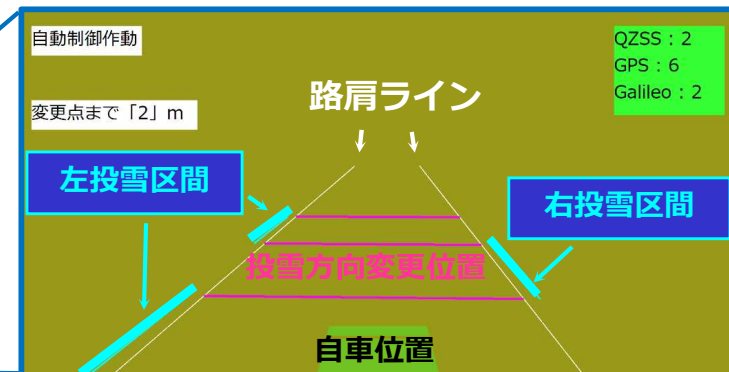 自動制御作動
QZSS：2
GPS：6
Galileo：2
変更点まで「2」m
路肩ライン
左投雪区間
右投雪区間
投雪方向変更位置
自車位置